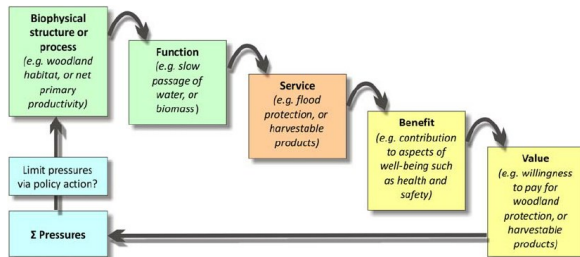 Biophysical
structure or
process
(e.g. woodland
habitat, or net
primary
productivity)
Function
(e.g. slow
passage of
water, or
biomass)
Service
(e.g. flood
protection, or
harvestable
products)
Benefit
(e.g. contribution
to aspects of
well-being such
as health and
safety)
Value
(e.g. willingness
to pay for
woodland
protection, or
harvestable
products)
Limit pressures
via policy action?
Σ Pressures